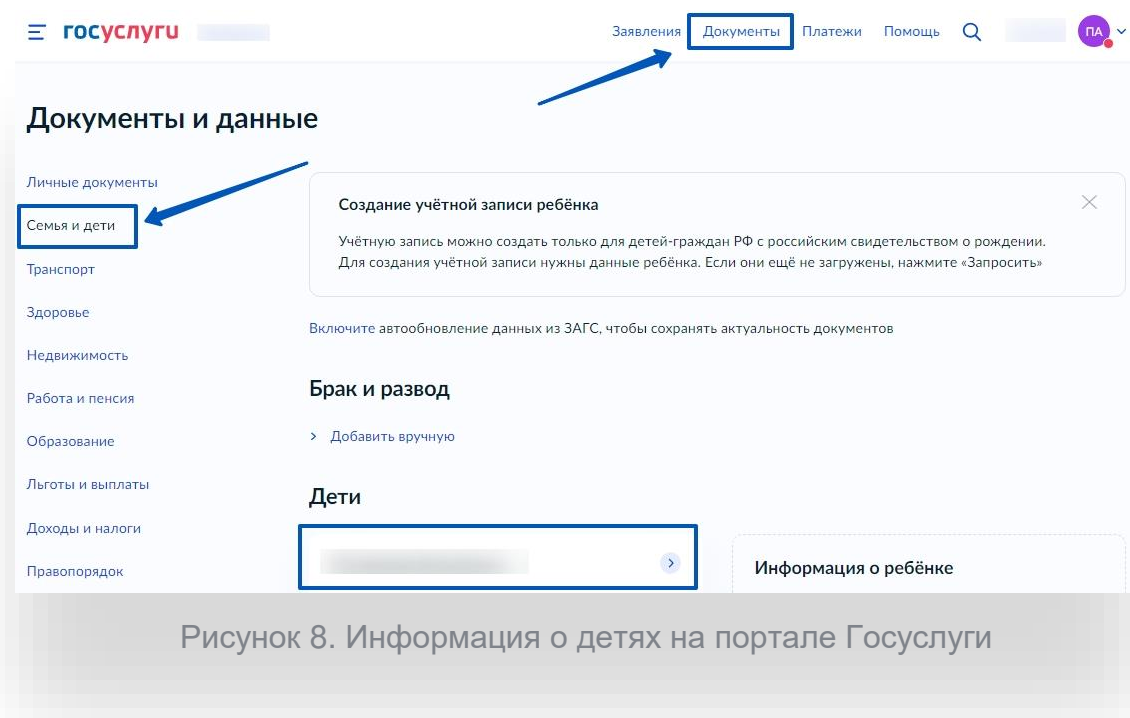 госуслуги
Заявления Документы Платежи Помощь ПА
Документы и данные
Личные документы
Семья и дети
Транспорт
Здоровье
Недвижимость
Работа и пенсия
Образование
Льготы и выплаты
Доходы и налоги
Правопорядок
Создание учётной записи ребёнка
Учётную запись можно создать только для детей-граждан РФ с российским свидетельством о рождении.
Для создания учётной записи нужны данные ребёнка. Если они ещё не загружены, нажмите «Запросить»
Включите автообновление данных из ЗАГС, чтобы сохранять актуальность документов
Брак и развод
Добавить вручную
Дети
Информация о ребёнке
Рисунок 8. Информация о детях на портале Госуслуги